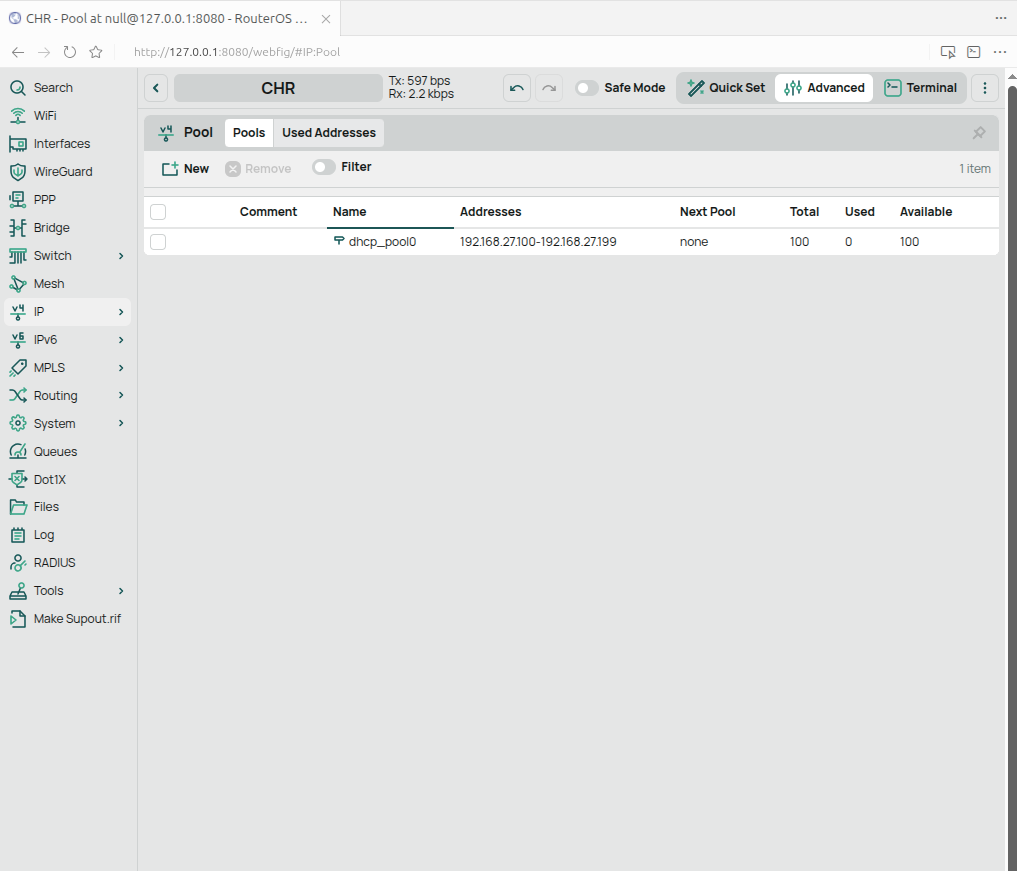 CHR - Pool at null@127.0.0.1:8080 - RouterOS ...
http://127.0.0.1:8080/webfig/#IP:Pool
Search
WiFi
Interfaces
WireGuard
PPP
Bridge
Switch
Mesh
IP
IPv6
MPLS
Routing
System
Queues
Dot1X
Files
Log
RADIUS
Tools
Make Supout.rif
CHR
Tx: 597 bps
Rx: 2.2 kbps
Safe Mode
Quick Set
Advanced
Terminal
v4 Pool Pools Used Addresses
New Remove Filter 1 item
Comment Name Addresses Next Pool Total Used Available
dhcp_pool0 192.168.27.100-192.168.27.199 none 100 0 100